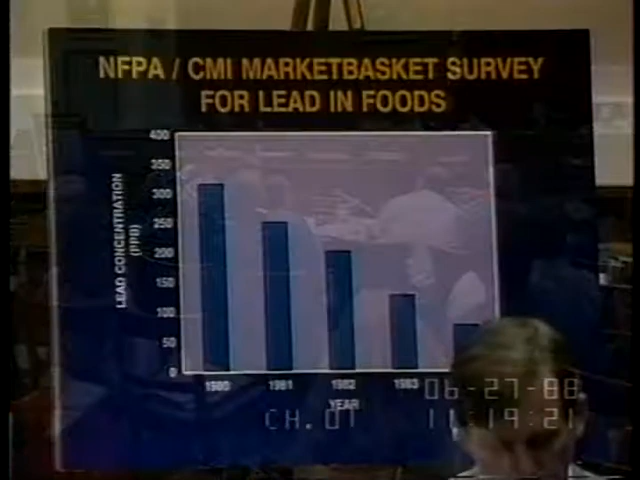 NFPA / CMI MARKETBASKET SURVEY
FOR LEAD IN FOODS
LEAD CONCENTRATION
(PPB)
400
350
300
250
200
150
100
50
0
1980 1981 1982 1983
YEAR
06-27-88
CH.01 11:19:21